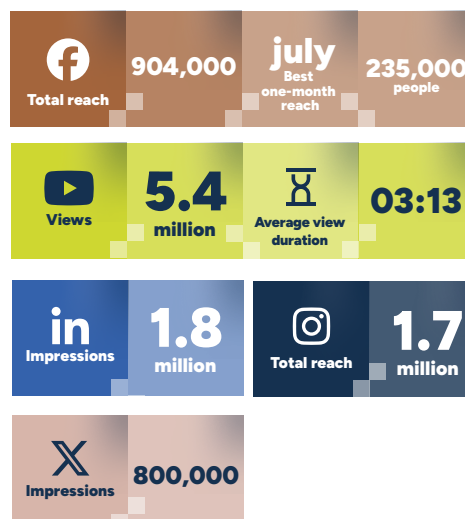 Total reach
904,000
july
Best
one-month
reach
235,000
people
Views
5.4
million
Average view
duration
03:13
in
Impressions
1.8
million
Total reach
1.7
million
Impressions
800,000